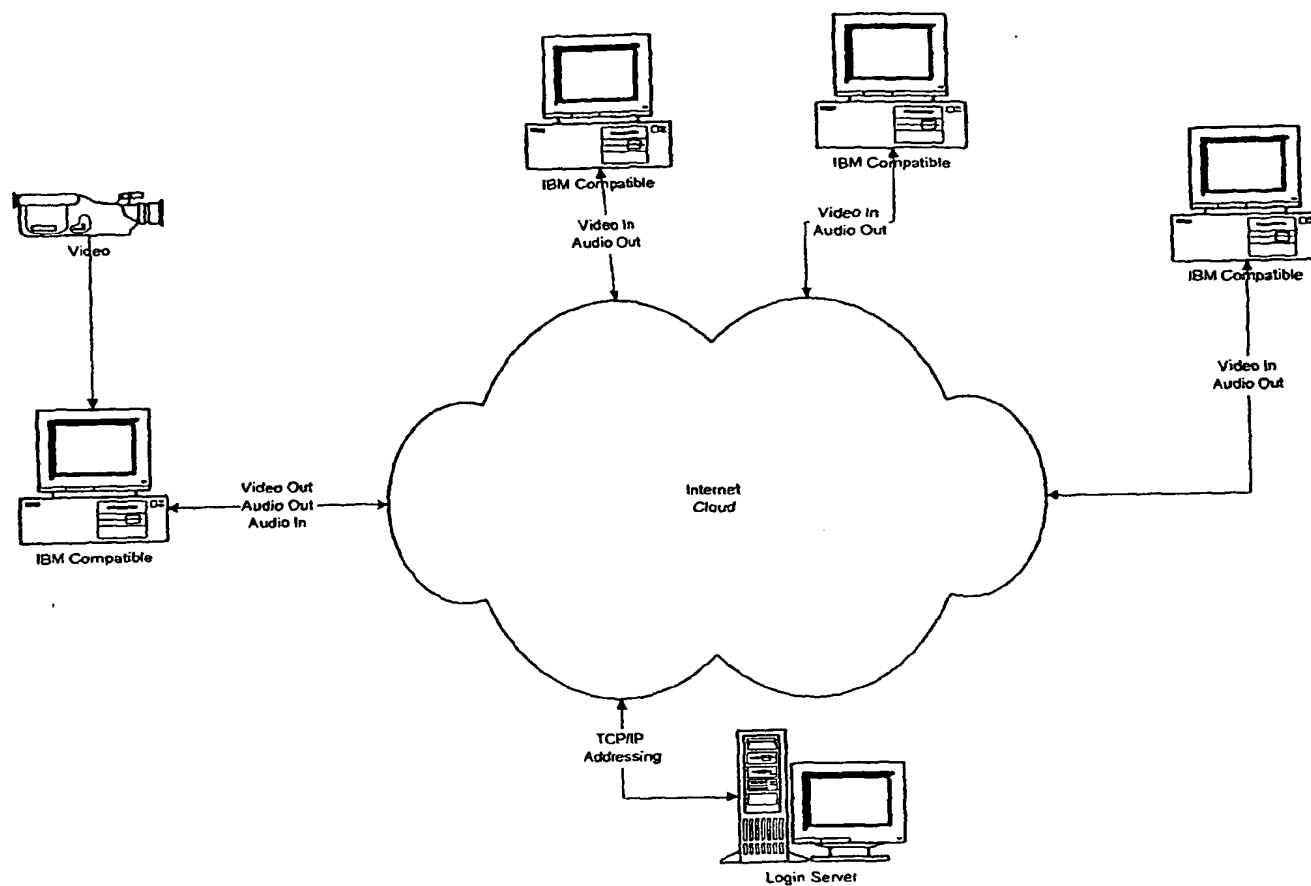 IBM Compatible
IBM Compatible
IBM Compatible
Video In
Audio Out
Video In
Audio Out
Video
Video In
Audio Out
Video Out
Audio Out
Audio In
IBM Compatible
Internet
Cloud
TCP/IP
Addressing
Login Server